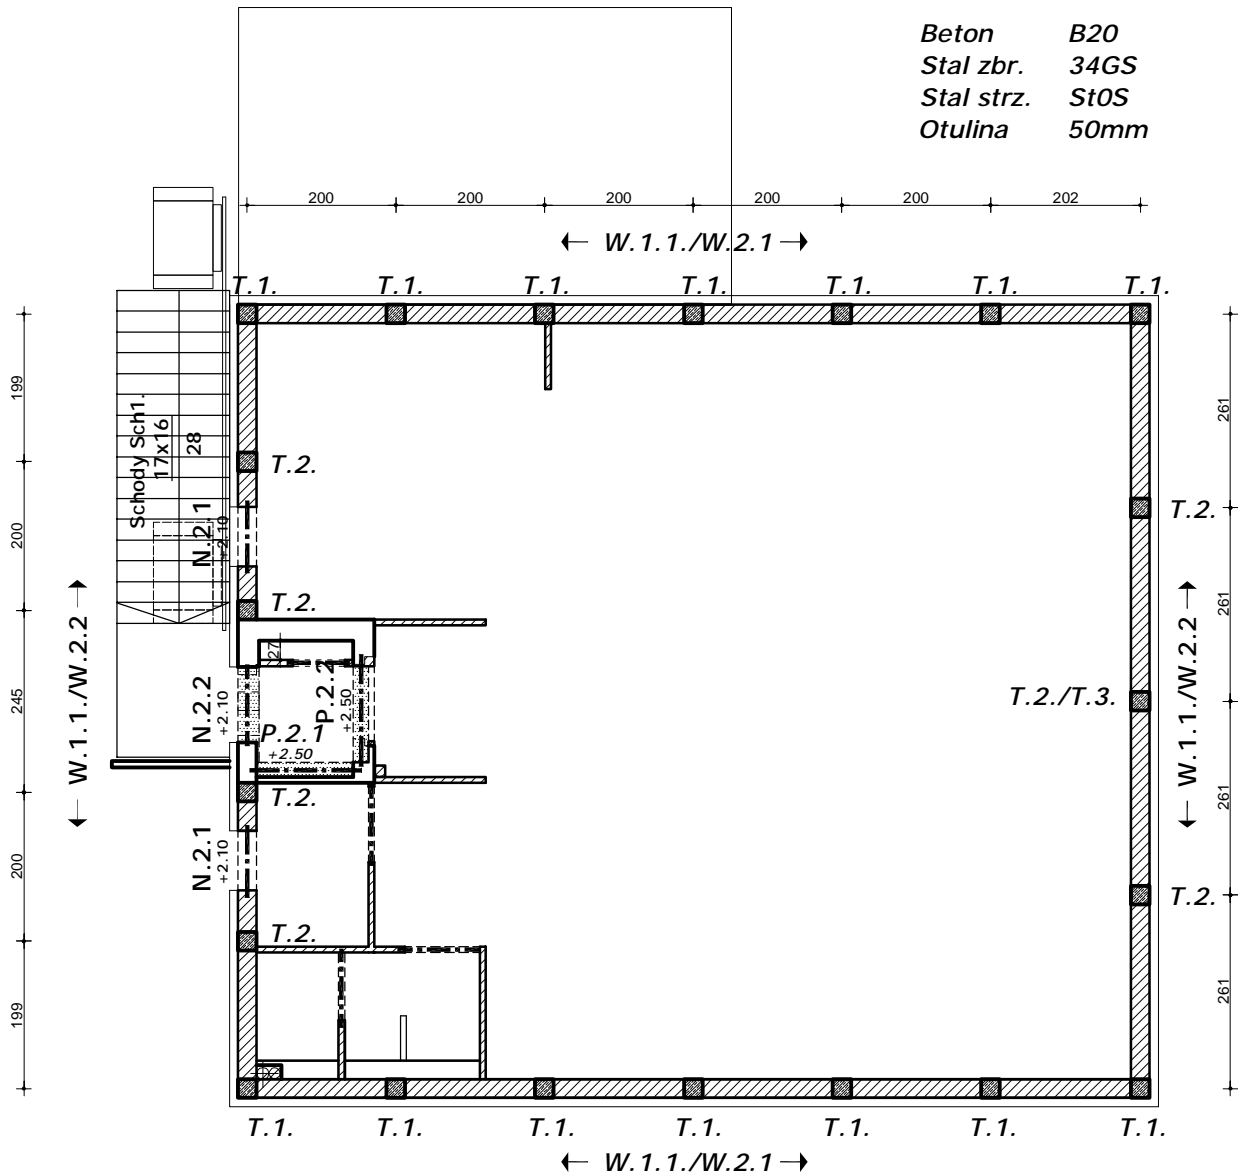 Beton B20
Stal zbr. 34GS
Stal strz. St0S
Otulina 50mm
200 200 200 200 200 202
W.1.1./W.2.1
T.1. T.1. T.1. T.1. T.1. T.1. T.1.
199
261
Schody Sch1.
17x16
28
T.2.
200
N.2.1
+2.10
T.2.
T.2.
261
W.1.1./W.2.2
27
245
N.2.2
+2.10
P.2.2
+2.50
P.2.1
+2.50
T.2./T.3.
W.1.1./W.2.2
261
T.2.
200
N.2.1
+2.10
T.2.
T.2.
199
261
T.1. T.1. T.1. T.1. T.1. T.1. T.1.
W.1.1./W.2.1